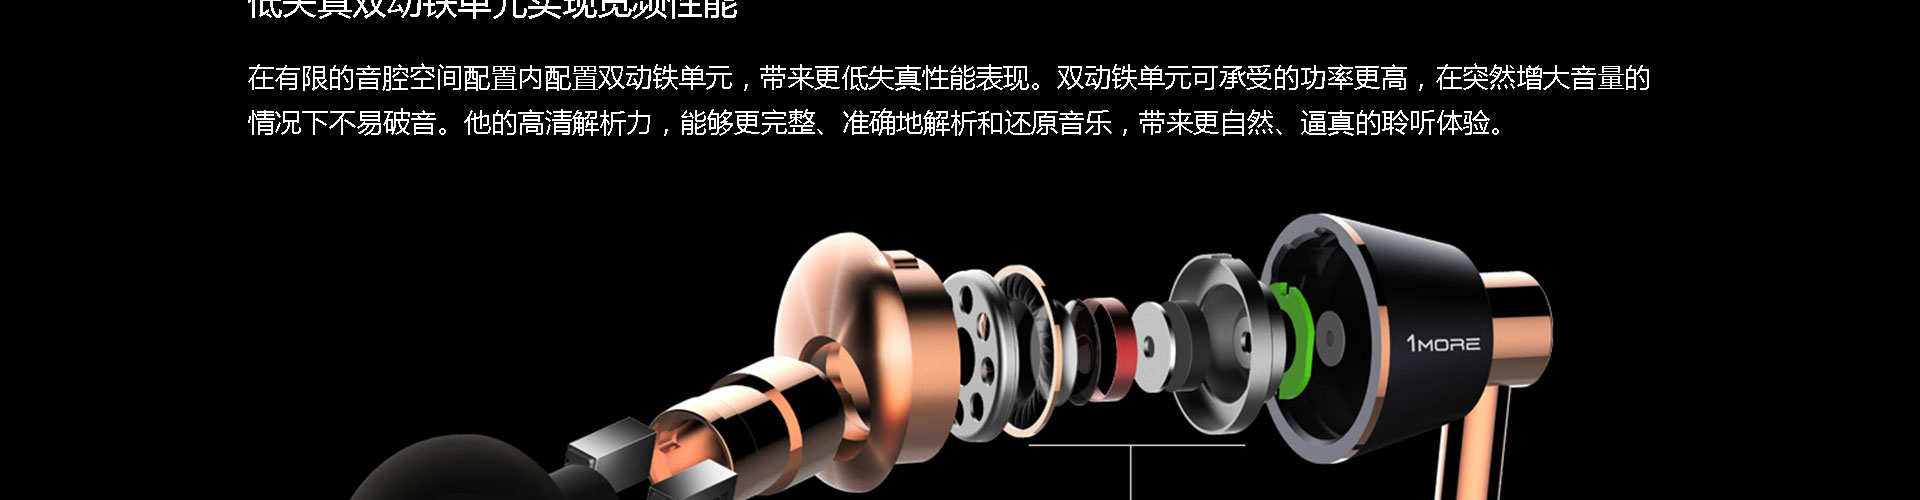 低失真双动铁单元实现宽频性能
在有限的音腔空间配置内配置双动铁单元，带来更低失真性能表现。双动铁单元可承受的功率更高，在突然增大音量的
情况下不易破音。他的高清解析力，能够更完整、准确地解析和还原音乐，带来更自然、逼真的聆听体验。
1MORE